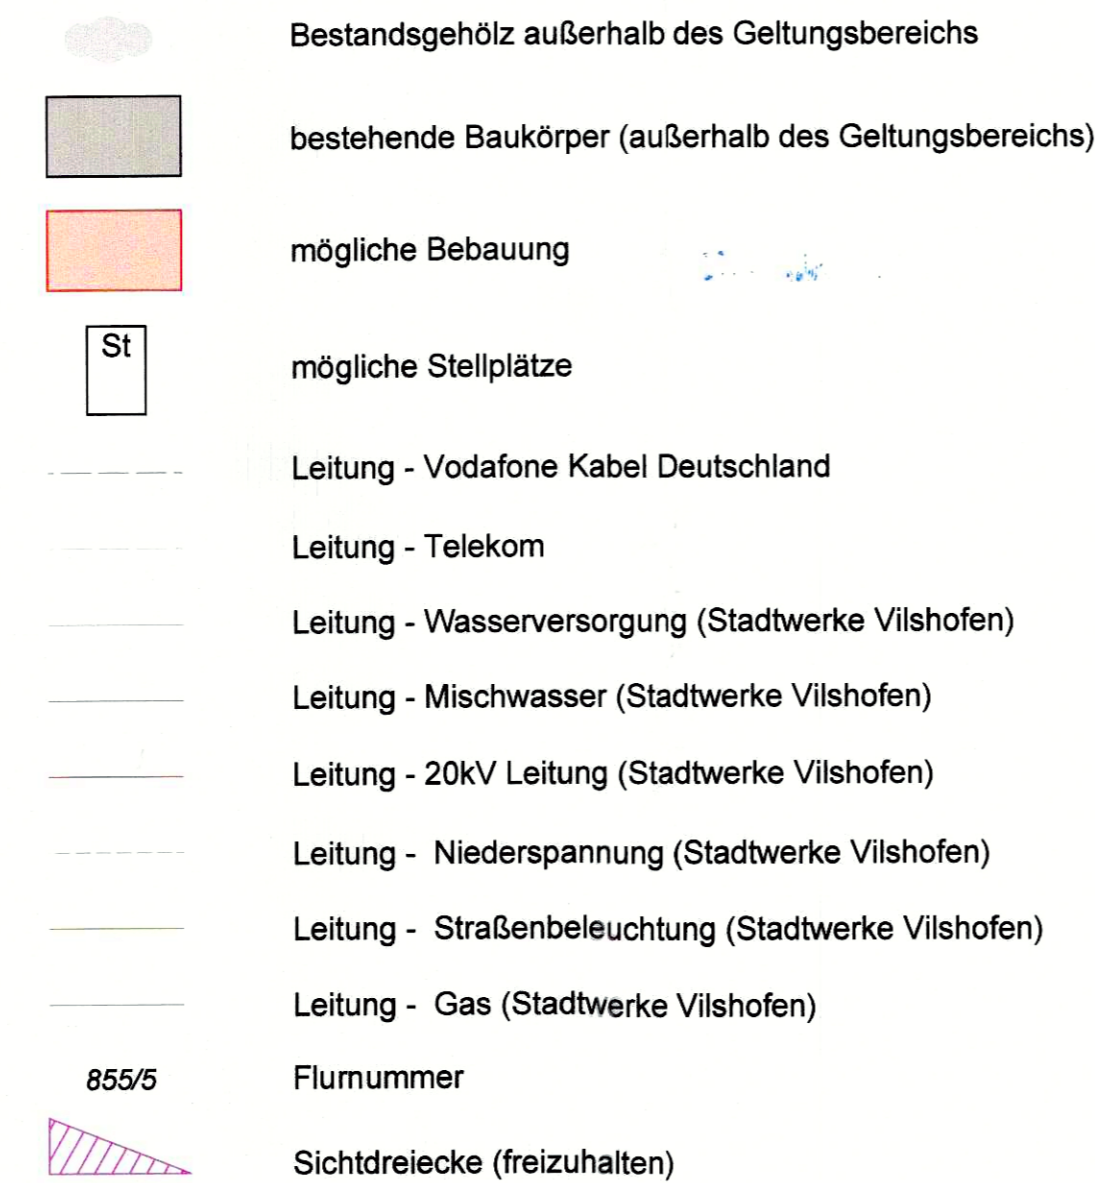 Bestandsgehölz außerhalb des Geltungsbereichs
bestehende Baukörper (außerhalb des Geltungsbereichs)
mögliche Bebauung
St
mögliche Stellplätze
Leitung - Vodafone Kabel Deutschland
Leitung - Telekom
Leitung - Wasserversorgung (Stadtwerke Vilshofen)
Leitung - Mischwasser (Stadtwerke Vilshofen)
Leitung - 20kV Leitung (Stadtwerke Vilshofen)
Leitung - Niederspannung (Stadtwerke Vilshofen)
Leitung - Straßenbeleuchtung (Stadtwerke Vilshofen)
Leitung - Gas (Stadtwerke Vilshofen)
855/5 Flurnummer
Sichtdreiecke (freizuhalten)